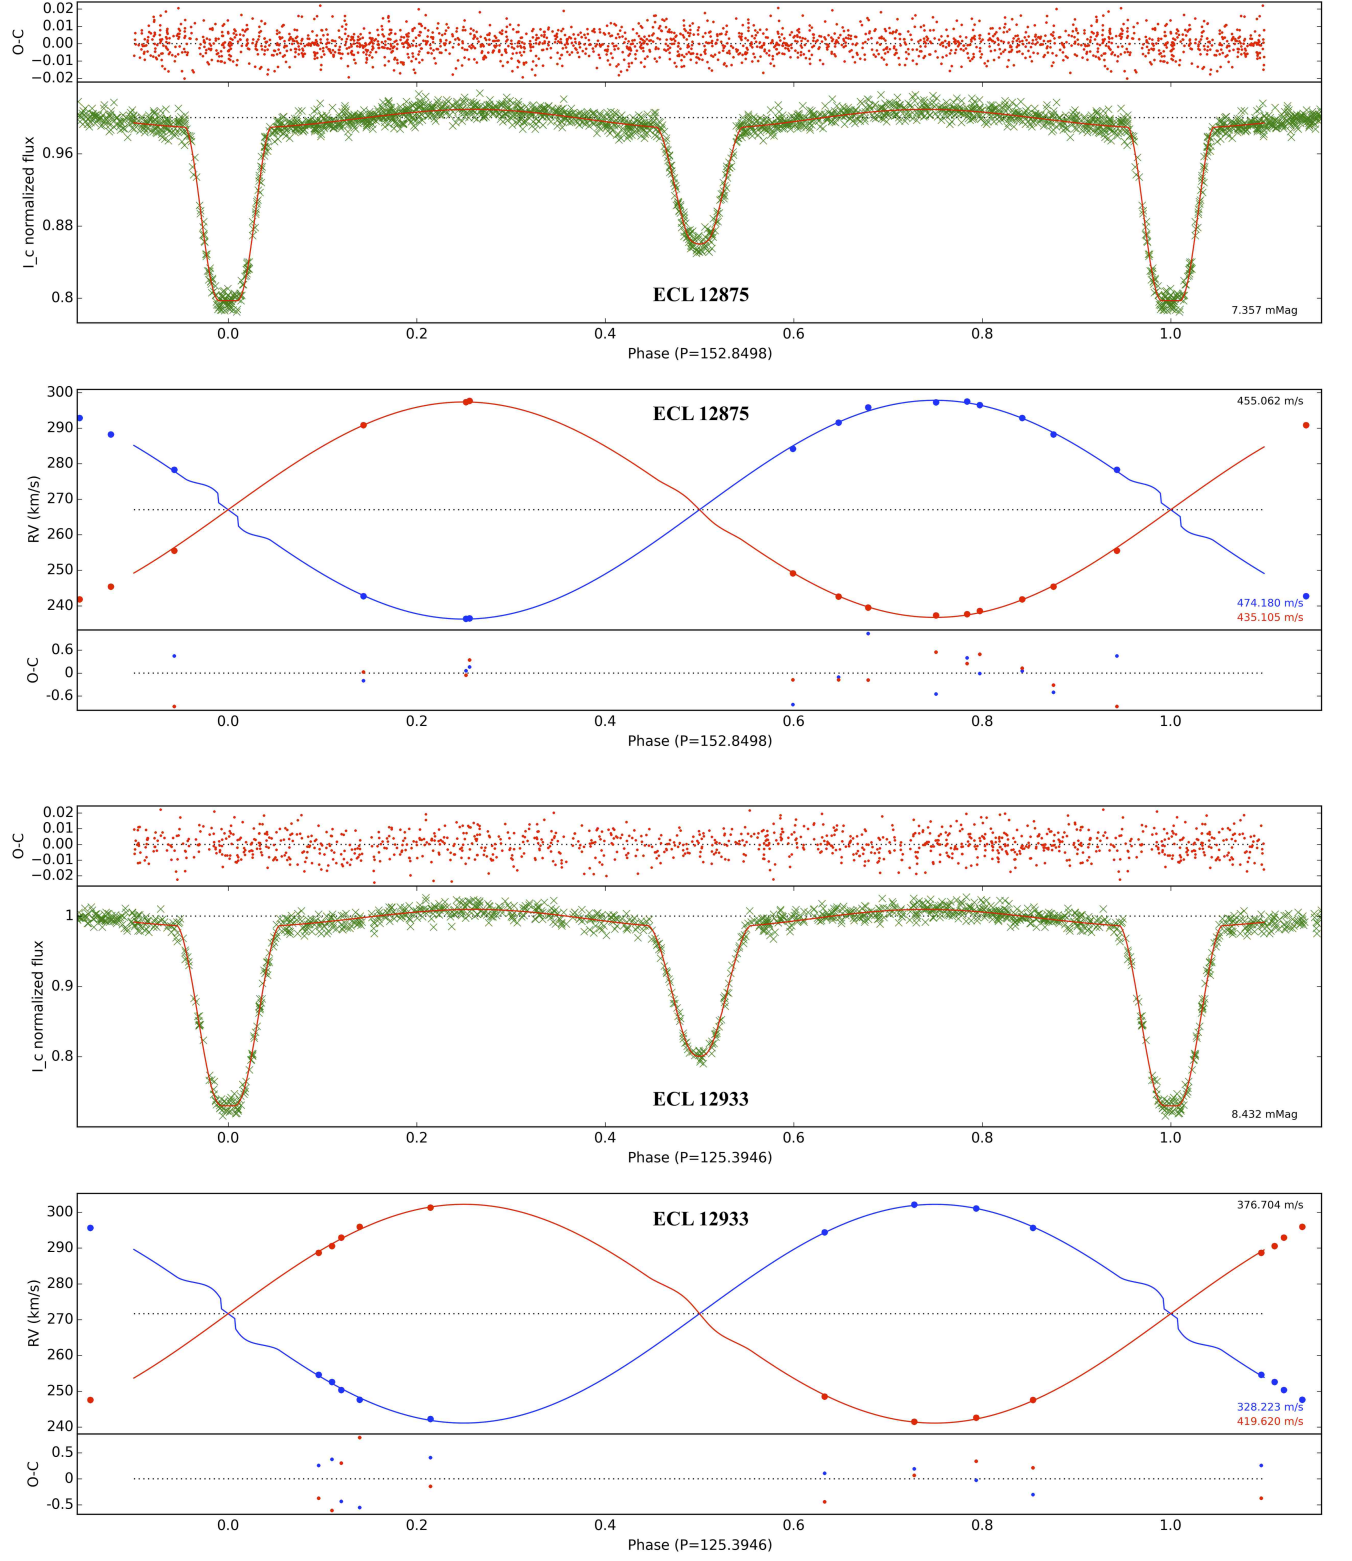 0.02
0.01
0.00
−0.01
−0.02
O-C
0.96
0.88
0.8
I_c normalized flux
ECL 12875
7.357 mMag
0.0 0.2 0.4 0.6 0.8 1.0
Phase (P=152.8498)
300
290
280
270
260
250
240
RV (km/s)
ECL 12875
455.062 m/s
474.180 m/s
435.105 m/s
0.6
0
-0.6
O-C
0.0 0.2 0.4 0.6 0.8 1.0
Phase (P=152.8498)
0.02
0.01
0.00
−0.01
−0.02
O-C
1
0.9
0.8
I_c normalized flux
ECL 12933
8.432 mMag
0.0 0.2 0.4 0.6 0.8 1.0
Phase (P=125.3946)
300
290
280
270
260
250
240
RV (km/s)
ECL 12933
376.704 m/s
328.223 m/s
419.620 m/s
0.5
0
-0.5
O-C
0.0 0.2 0.4 0.6 0.8 1.0
Phase (P=125.3946)